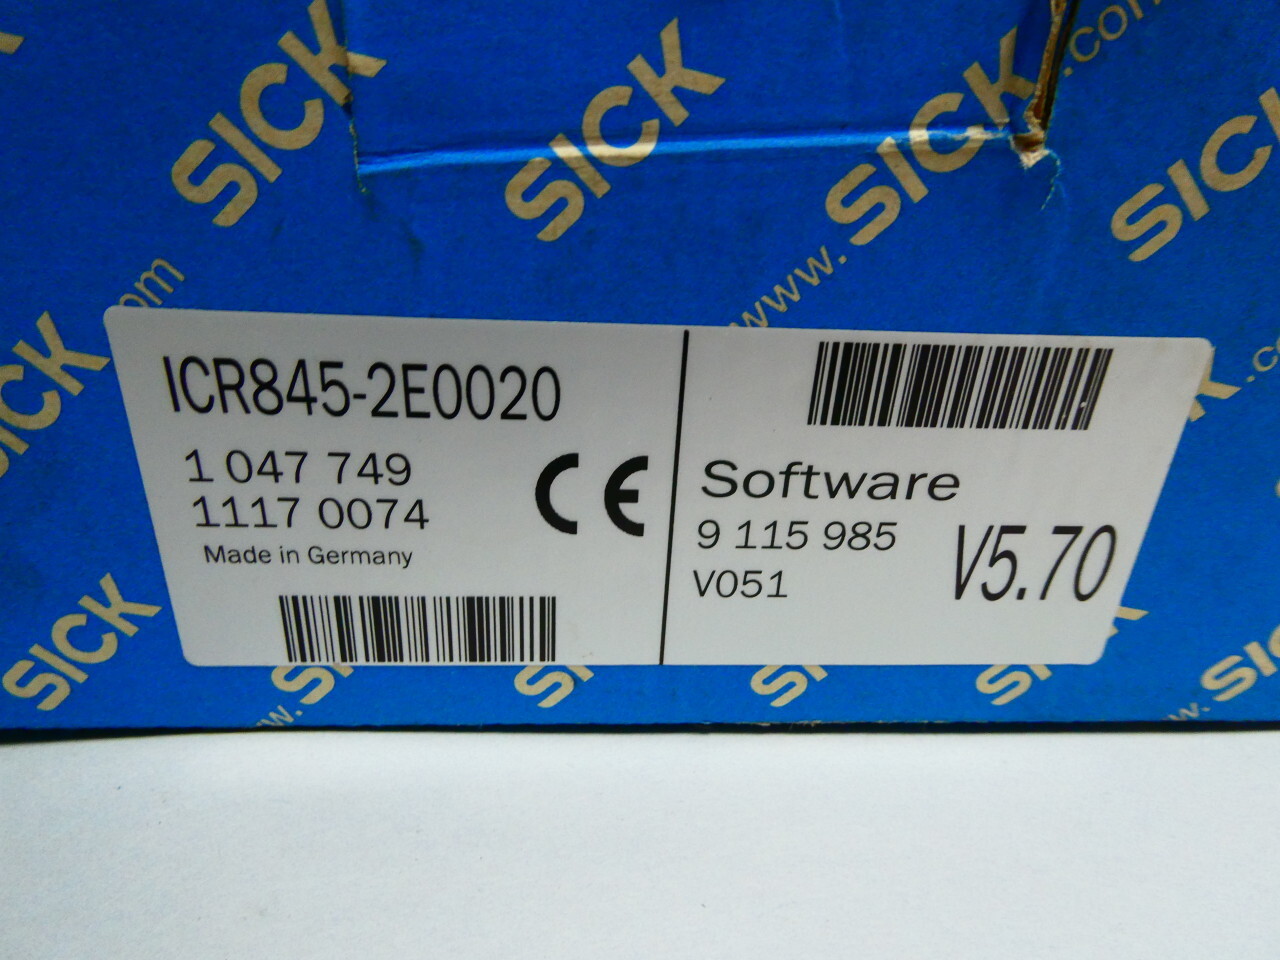 SICK
SICK
www.SICK.com
SICK
om
SICK
ICR845-2E0020
1 047 749
1117 0074
Made in Germany
CE
Software
9 115 985
V051
V5.70
SICK